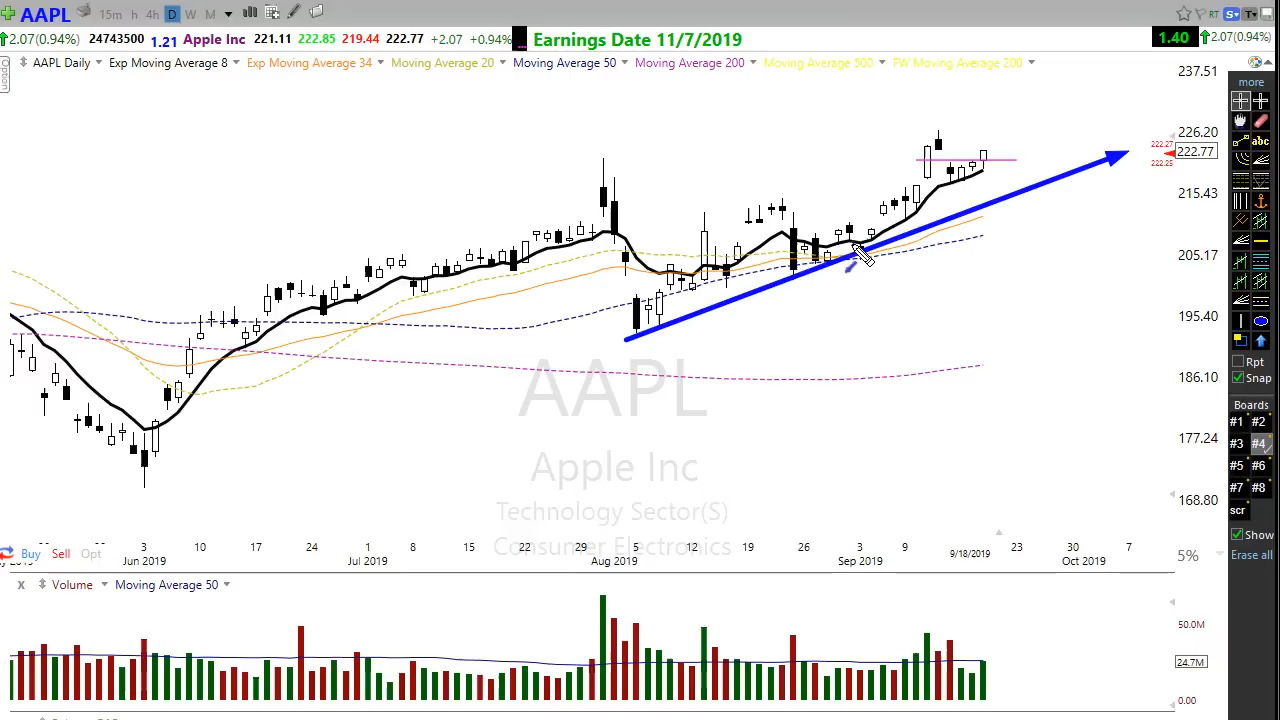 AAPL 15m h 4h D W M RT S T
2.07(0.94%) 24743500 1.21 Apple Inc 221.11 222.85 219.44 222.77 +2.07 +0.94% ... Earnings Date 11/7/2019 1.40 2.07(0.94%)
Option
AAPL Daily Exp Moving Average 8 Exp Moving Average 34 Moving Average 20 Moving Average 50 Moving Average 200 Moving Average 500 FW Moving Average 200
237.51
226.20
222.27
222.77
222.25
215.43
205.17
195.40
186.10
177.24
168.80
AAPL
Apple Inc
Technology Sector(S)
Consumer Electronics
3 10 17 24 1 8 15 22 29 5 12 19 26 3 9 9/18/2019 23 30 7
Jun 2019 Jul 2019 Aug 2019 Sep 2019 Oct 2019
Buy Sell Opt
5%
X Volume Moving Average 50
50.0M
24.7M
0.00
more
abc
Rpt
Snap
Boards
#1 #2
#3 #4
#5 #6
#7 #8
scr
Show
Erase all